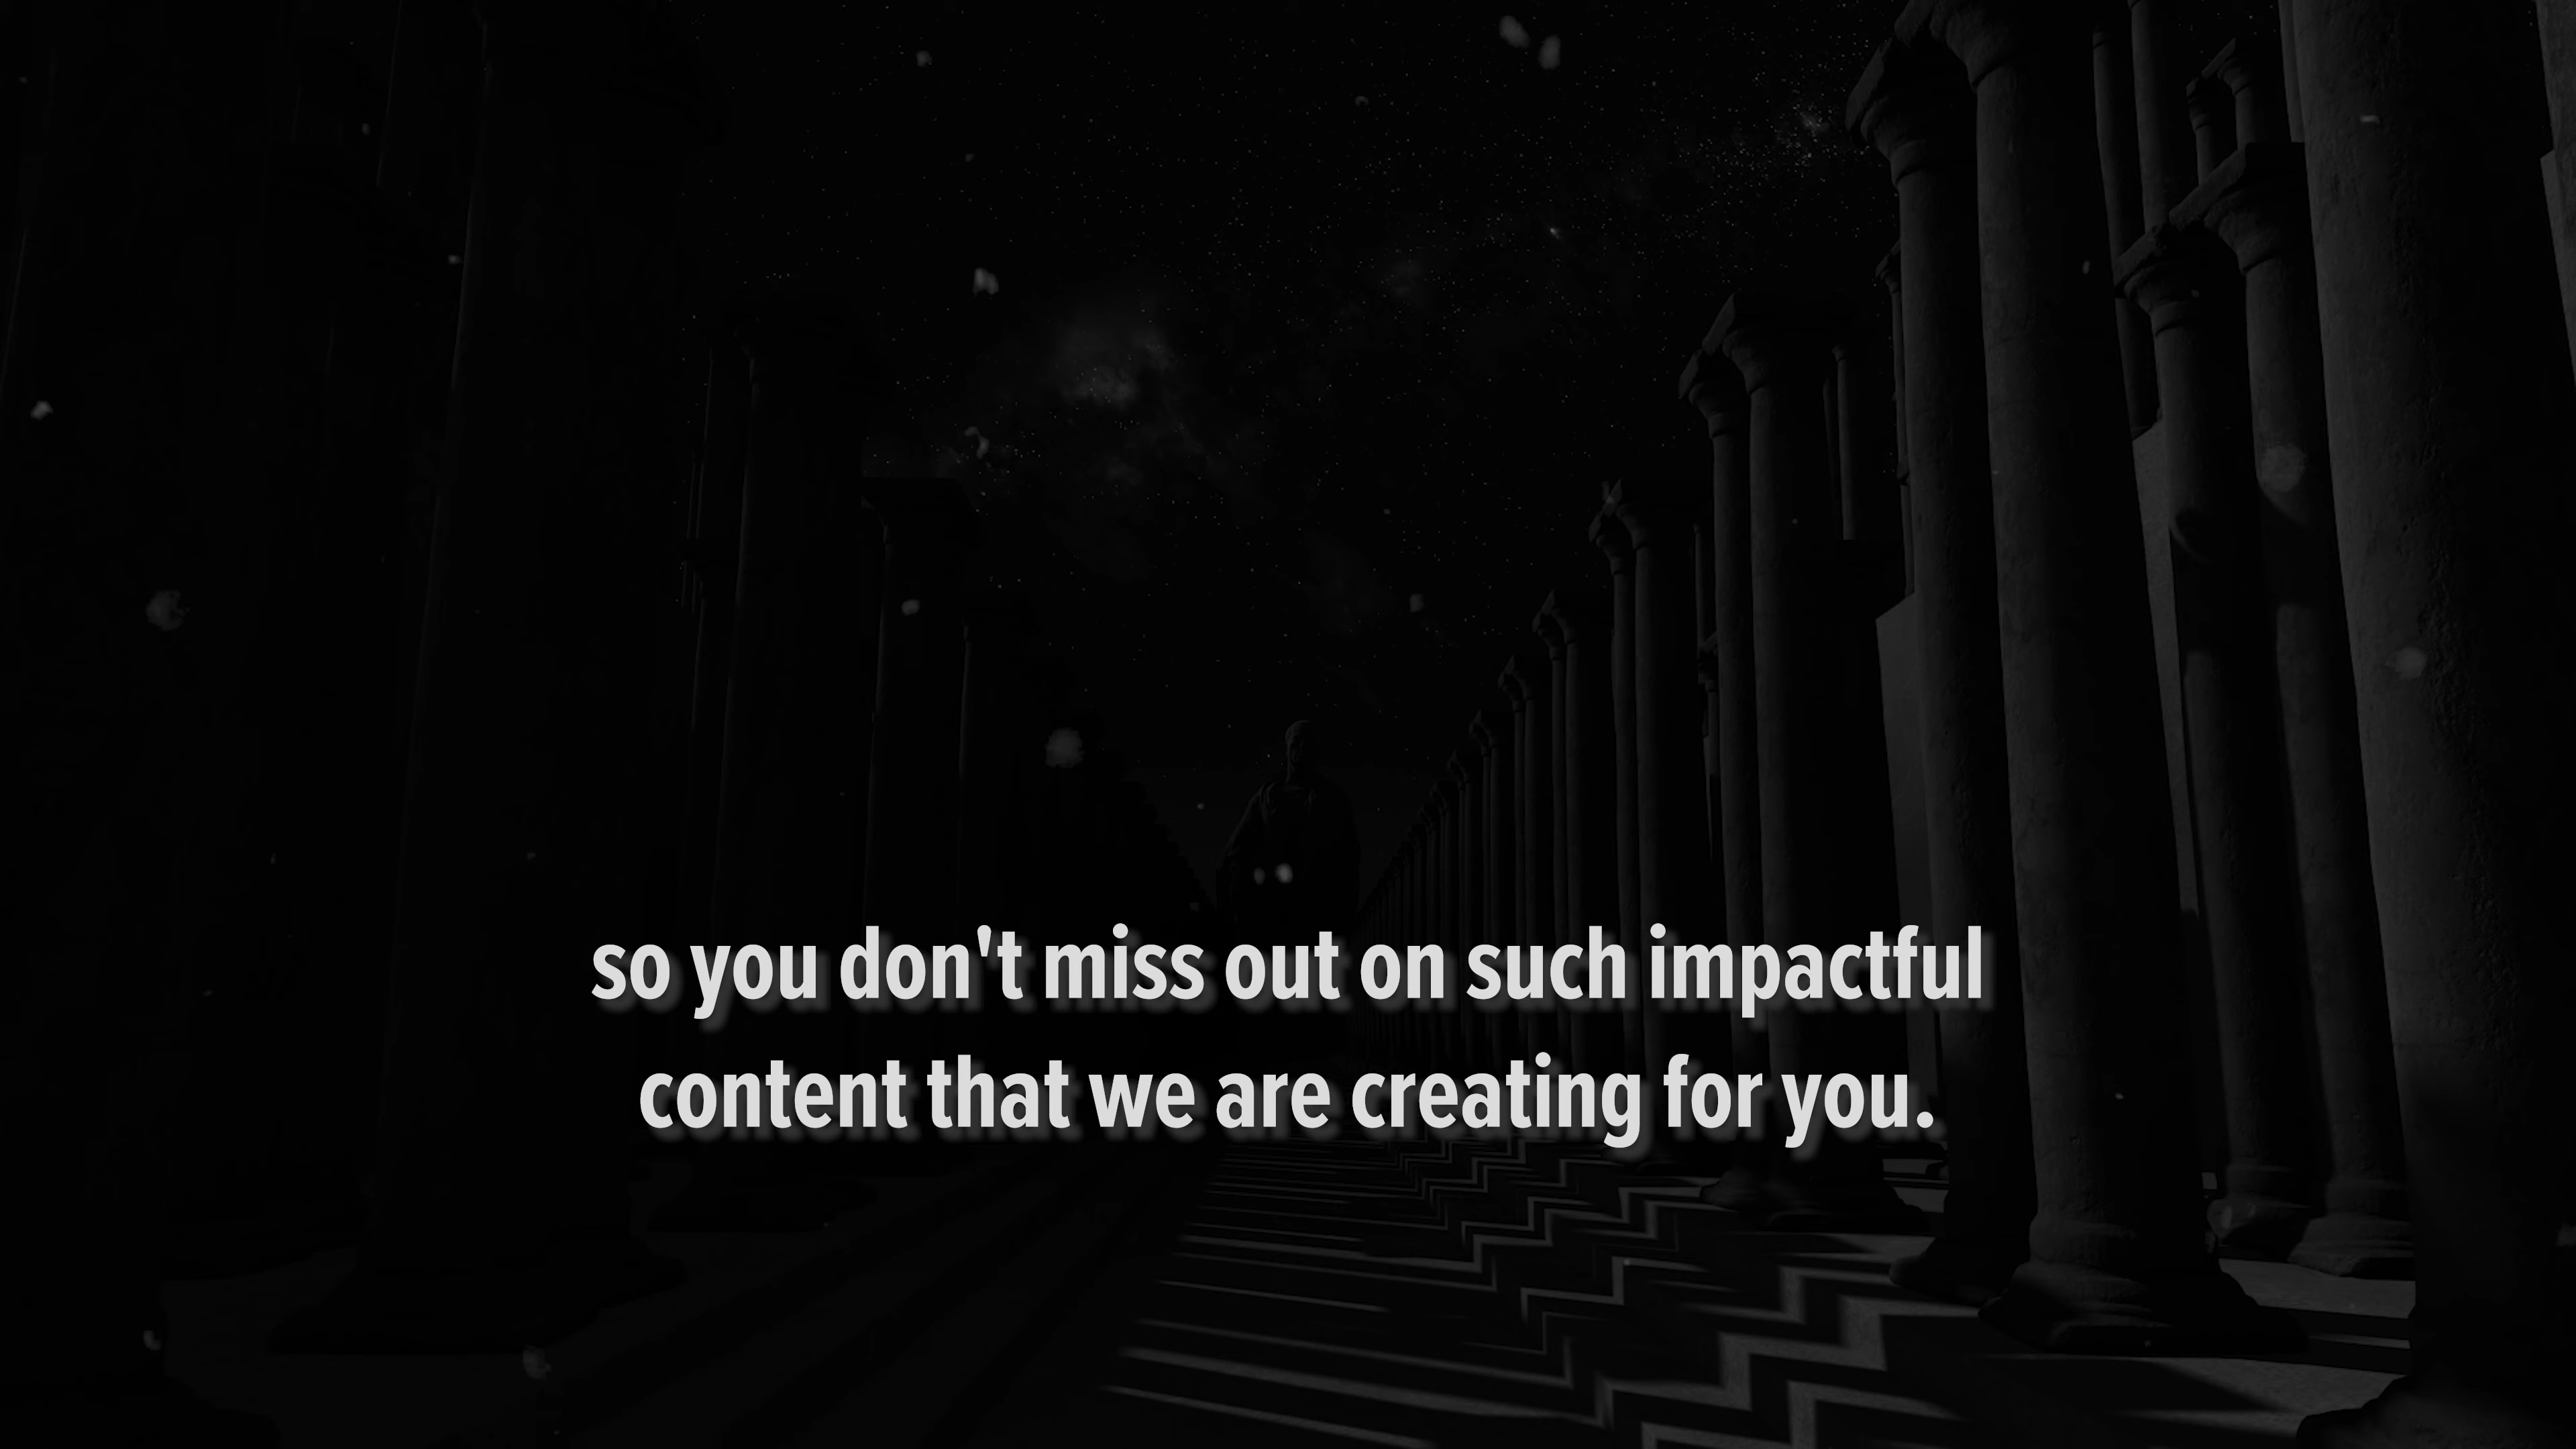 so you don't miss out on such impactful
content that we are creating for you.